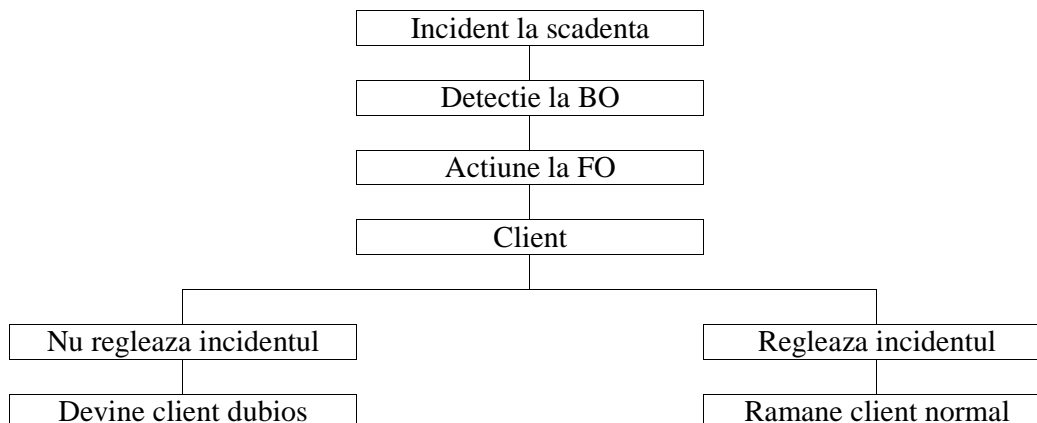 Incident la scadenta
Detectie la BO
Actiune la FO
Client
Nu regleaza incidentul
Regleaza incidentul
Devine client dubios
Ramane client normal